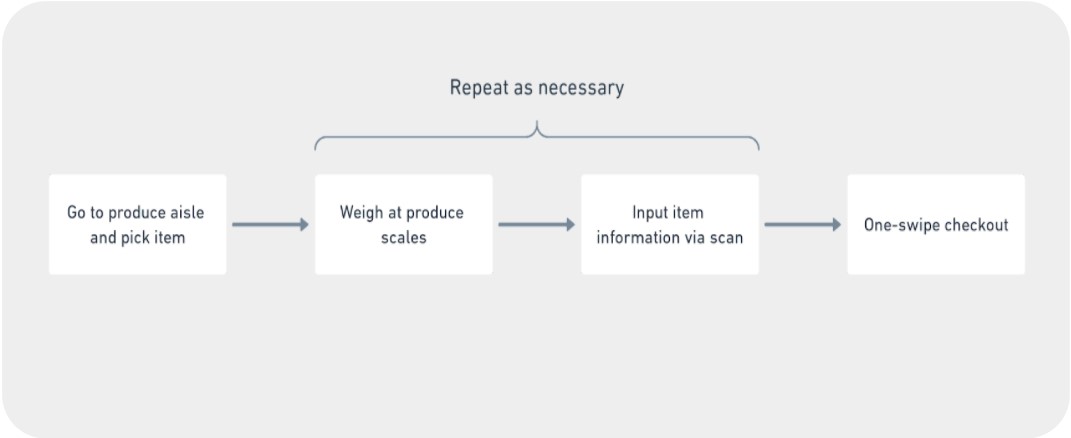 Repeat as necessary
Go to produce aisle
and pick item
Weigh at produce
scales
Input item
information via scan
One-swipe checkout